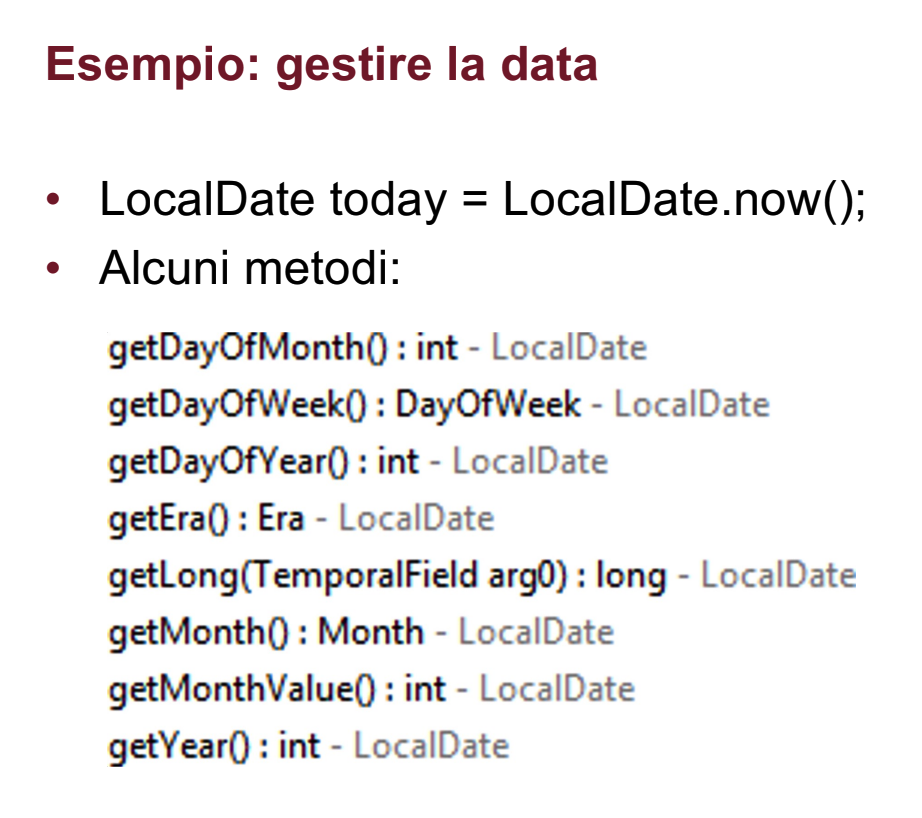 Esempio: gestire la data
• LocalDate today = LocalDate.now();
• Alcuni metodi:
getDayOfMonth() : int - LocalDate
getDayOfWeek() : DayOfWeek - LocalDate
getDayOfYear() : int - LocalDate
getEra() : Era - LocalDate
getLong(TemporalField arg0) : long - LocalDate
getMonth() : Month - LocalDate
getMonthValue() : int - LocalDate
getYear() : int - LocalDate